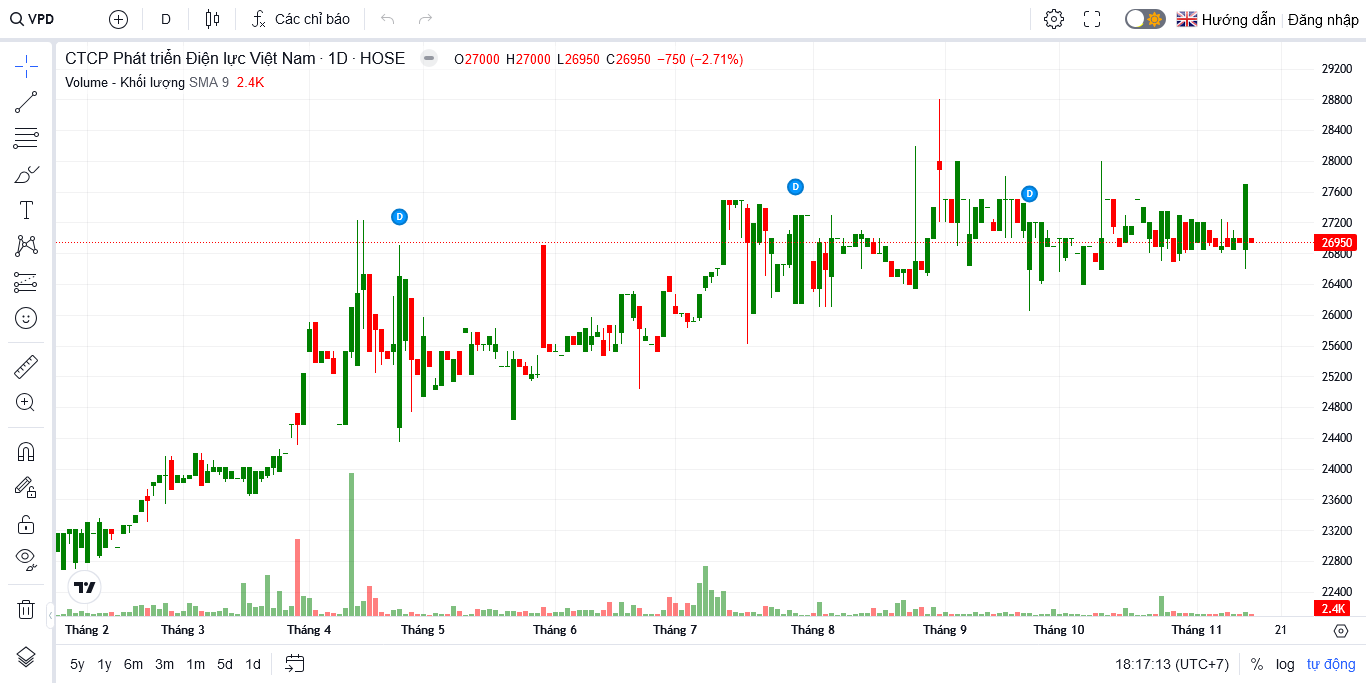 VPD D Các chỉ báo Hướng dẫn Đăng nhập
CTCP Phát triển Điện lực Việt Nam · 1D · HOSE O27000 H27000 L26950 C26950 −750 (−2.71%)
Volume - Khối lượng SMA 9 2.4K
29200
28800
28400
28000
27600
27200
26950
26800
26400
26000
25600
25200
24800
24400
24000
23600
23200
22800
22400
2.4K
D
D
D
Tháng 2 Tháng 3 Tháng 4 Tháng 5 Tháng 6 Tháng 7 Tháng 8 Tháng 9 Tháng 10 Tháng 11 21
5y 1y 6m 3m 1m 5d 1d 18:17:13 (UTC+7) % log tự động